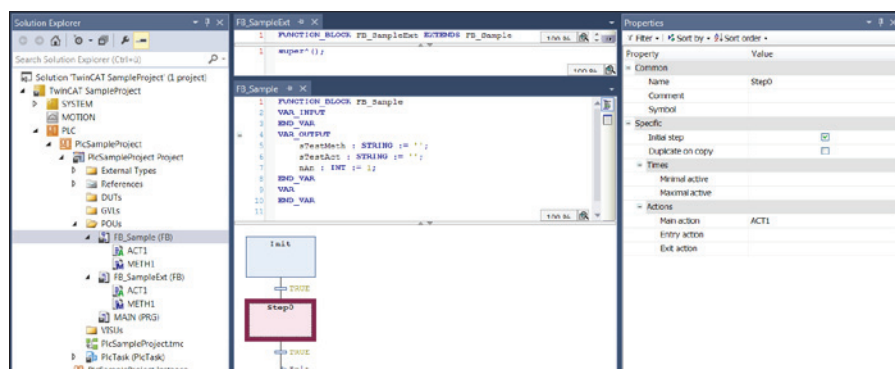 Solution Explorer
Search Solution Explorer (Ctrl+ü)
Solution 'TwinCAT SampleProject' (1 project)
TwinCAT SampleProject
SYSTEM
MOTION
PLC
PlcSampleProject
PlcSampleProject Project
External Types
References
DUTs
GVLs
POUs
FB_Sample (FB)
ACT1
METH1
FB_SampleExt (FB)
ACT1
METH1
MAIN (PRG)
VISUs
PlcSampleProject.tmc
PlcTask (PlcTask)
PlcSampleProject Instance
FB_SampleExt
1 FUNCTION_BLOCK FB_SampleExt EXTENDS FB_Sample
100 %
1 super^();
100 %
FB_Sample
1 FUNCTION_BLOCK FB_Sample
2 VAR_INPUT
3 END_VAR
4 VAR_OUTPUT
5 sTestMeth : STRING := '';
6 sTestAct : STRING := '';
7 nAn : INT := 1;
8 END_VAR
9 VAR
10 END_VAR
11
100 %
Init
TRUE
Step0
TRUE
Init
Properties
Filter Sort by Sort order
Property Value
Common
Name Step0
Comment
Symbol
Specific
Initial step
Duplicate on copy
Times
Minimal active
Maximal active
Actions
Main action ACT1
Entry action
Exit action